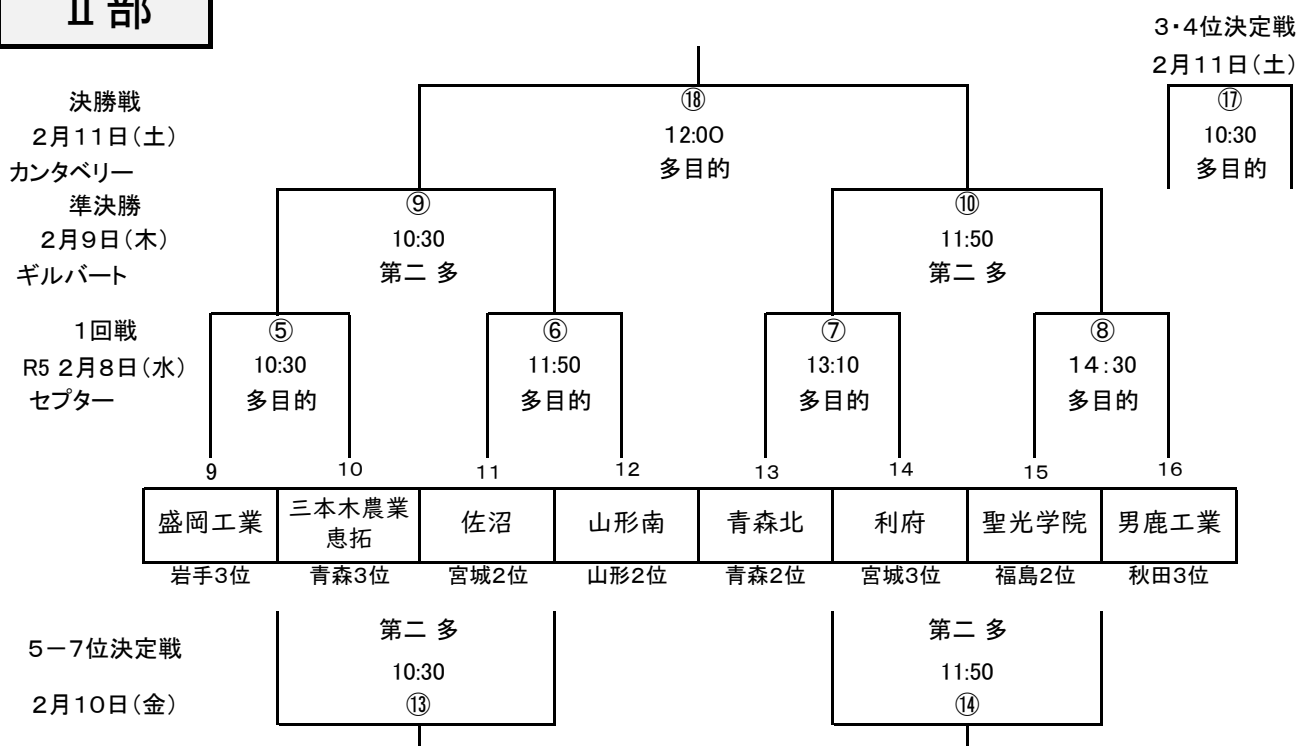 Ⅱ部
3・4位決定戦
2月11日(土)
決勝戦
⑱
⑰
2月11日(土)
12:00
10:30
カンタベリー
多目的
多目的
準決勝
⑨
⑩
2月9日(木)
10:30
11:50
ギルバート
第二 多
第二 多
1回戦
⑤
⑥
⑦
⑧
R5 2月8日(水)
10:30
11:50
13:10
14:30
セプター
多目的
多目的
多目的
多目的
9
10
11
12
13
14
15
16
盛岡工業
三本木農業
恵拓
佐沼
山形南
青森北
利府
聖光学院
男鹿工業
岩手3位
青森3位
宮城2位
山形2位
青森2位
宮城3位
福島2位
秋田3位
第二 多
第二 多
5-7位決定戦
10:30
11:50
2月10日(金)
⑬
⑭